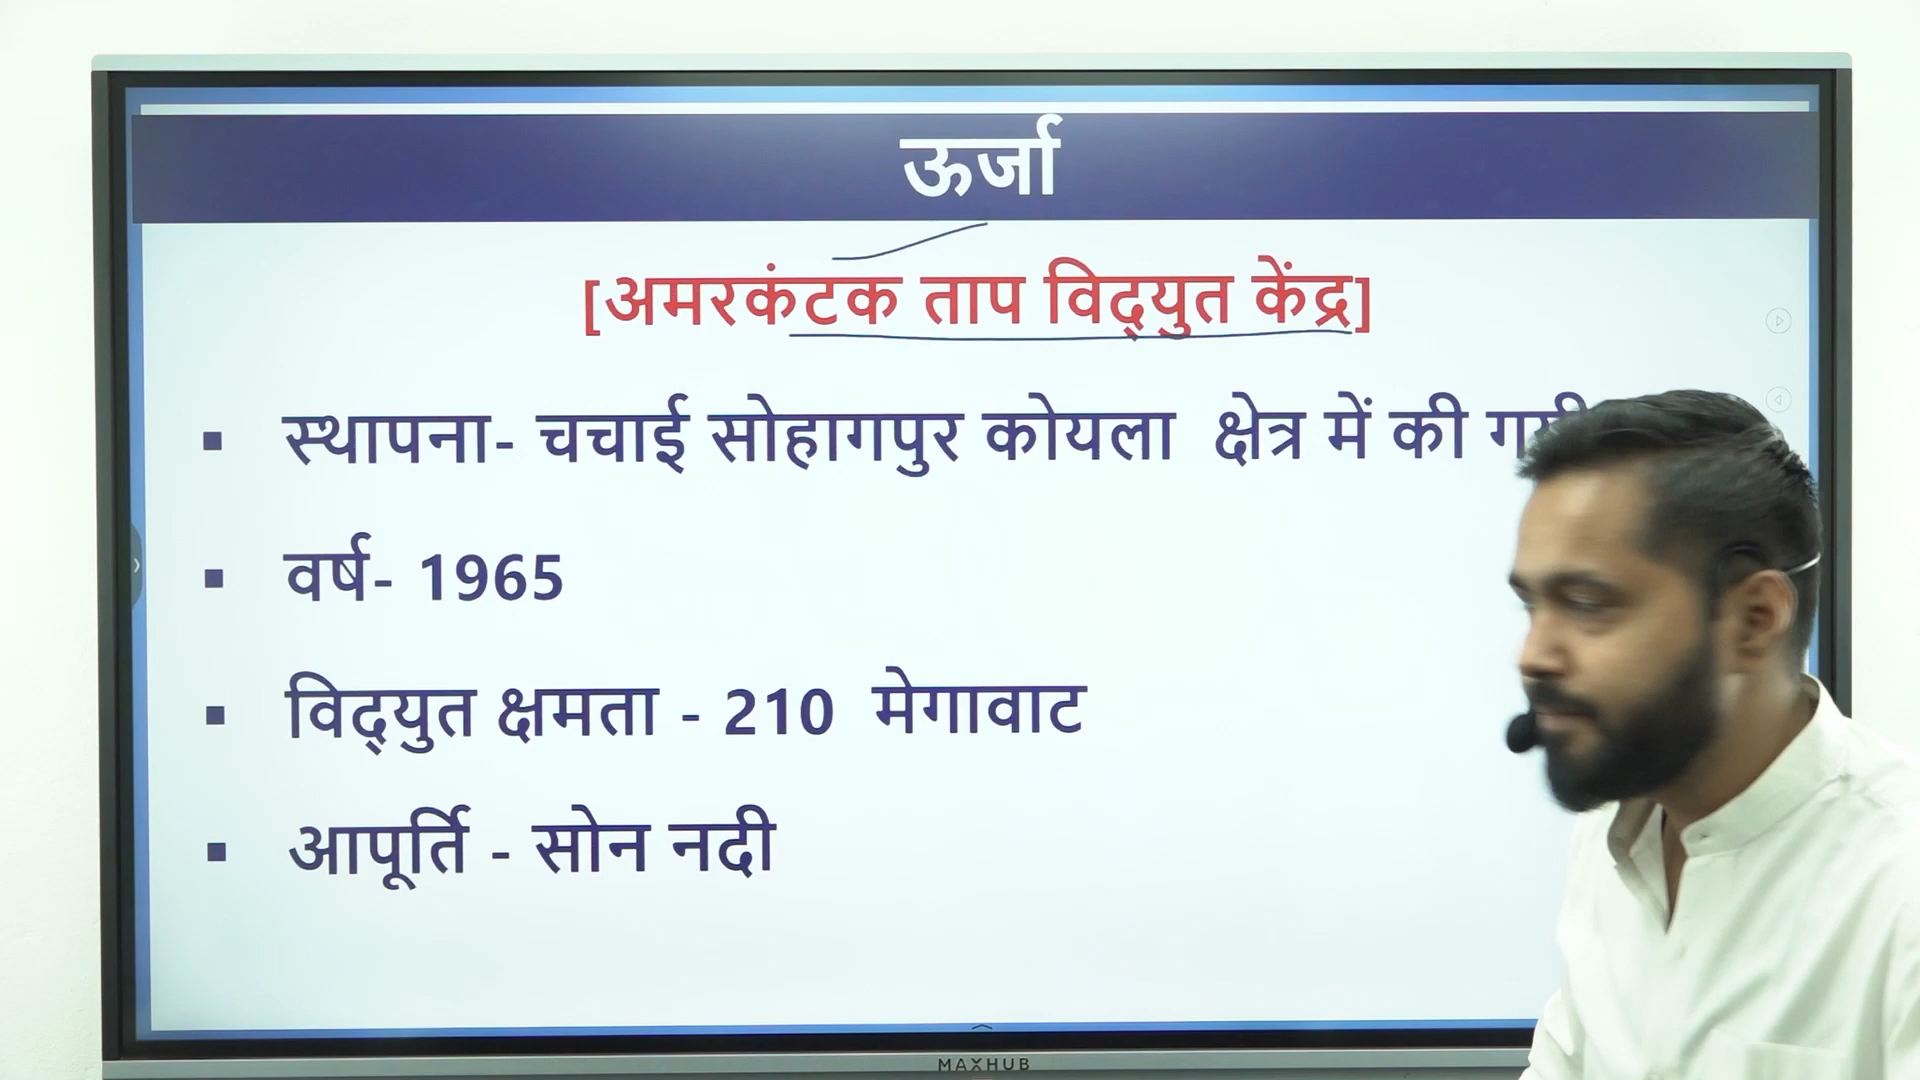 ऊर्जा
[अमरकंटक ताप विद्युत केंद्र]
▪ स्थापना- चचाई सोहागपुर कोयला क्षेत्र में की
▪ वर्ष- 1965
▪ विद्युत क्षमता - 210 मेगावाट
▪ आपूर्ति - सोन नदी
MAXHUB